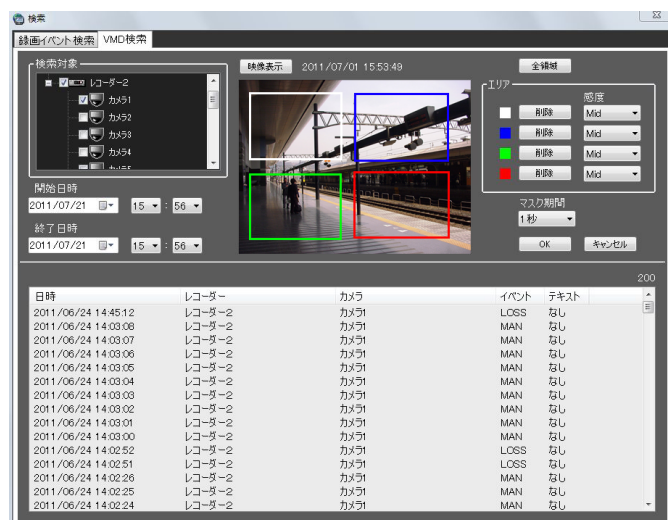 検索
録画イベント検索 VMD検索
検索対象
レコーダー2
カメラ1
カメラ2
カメラ3
カメラ4
開始日時
2011/07/21 15 : 56
終了日時
2011/07/21 15 : 56
映像表示 2011/07/01 15:53:49 全領域
エリア
感度
削除 Mid
削除 Mid
削除 Mid
削除 Mid
マスク期間
1秒
OK キャンセル
200
日時 レコーダー カメラ イベント テキスト
2011/06/24 14:45:12 レコーダー2 カメラ1 LOSS なし
2011/06/24 14:03:08 レコーダー2 カメラ1 MAN なし
2011/06/24 14:03:07 レコーダー2 カメラ1 MAN なし
2011/06/24 14:03:06 レコーダー2 カメラ1 MAN なし
2011/06/24 14:03:05 レコーダー2 カメラ1 MAN なし
2011/06/24 14:03:04 レコーダー2 カメラ1 MAN なし
2011/06/24 14:03:03 レコーダー2 カメラ1 MAN なし
2011/06/24 14:03:02 レコーダー2 カメラ1 MAN なし
2011/06/24 14:03:01 レコーダー2 カメラ1 MAN なし
2011/06/24 14:03:00 レコーダー2 カメラ1 MAN なし
2011/06/24 14:02:52 レコーダー2 カメラ1 LOSS なし
2011/06/24 14:02:51 レコーダー2 カメラ1 LOSS なし
2011/06/24 14:02:26 レコーダー2 カメラ1 MAN なし
2011/06/24 14:02:25 レコーダー2 カメラ1 MAN なし
2011/06/24 14:02:24 レコーダー2 カメラ1 MAN なし